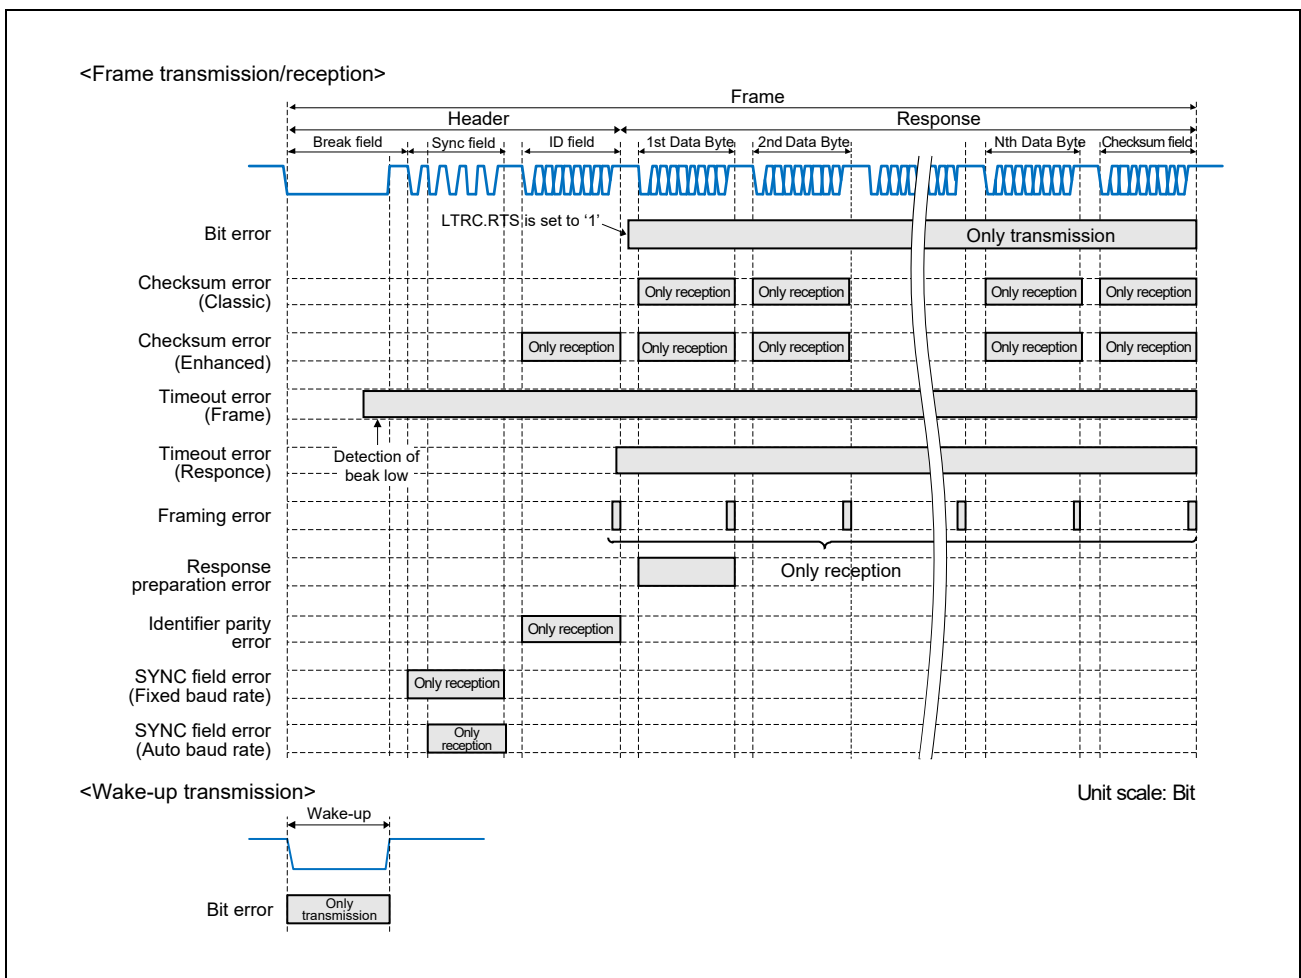 <Frame transmission/reception>
Frame
Header Response
Break field Sync field ID field 1st Data Byte 2nd Data Byte Nth Data Byte Checksum field
LTRC.RTS is set to ‘1’
Bit error Only transmission
Checksum error
(Classic)
Only reception Only reception Only reception Only reception
Checksum error
(Enhanced)
Only reception Only reception Only reception Only reception Only reception
Timeout error
(Frame)
Timeout error
(Responce)
Detection of
beak low
Framing error
Only reception
Response
preparation error
Identifier parity
error
Only reception
SYNC field error
(Fixed baud rate)
Only reception
SYNC field error
(Auto baud rate)
Only
reception
<Wake-up transmission>
Unit scale: Bit
Wake-up
Bit error
Only
transmission